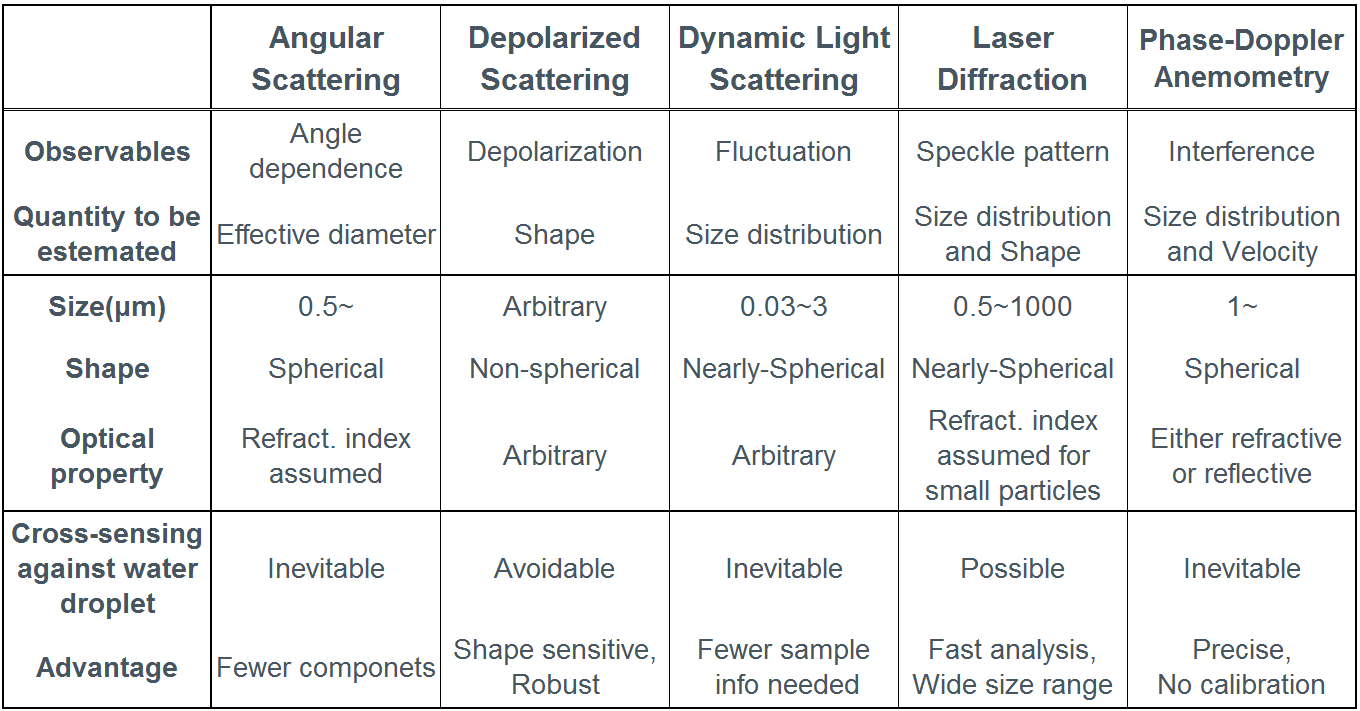 Angular
Scattering
Depolarized
Scattering
Dynamic Light
Scattering
Laser
Diffraction
Phase-Doppler
Anemometry
Observables
Angle
dependence
Depolarization
Fluctuation
Speckle pattern
Interference
Quantity to be
estemated
Effective diameter
Shape
Size distribution
Size distribution
and Shape
Size distribution
and Velocity
Size(μm)
0.5~
Arbitrary
0.03~3
0.5~1000
1~
Shape
Spherical
Non-spherical
Nearly-Spherical
Nearly-Spherical
Spherical
Optical
property
Refract. index
assumed
Arbitrary
Arbitrary
Refract. index
assumed for
small particles
Either refractive
or reflective
Cross-sensing
against water
droplet
Inevitable
Avoidable
Inevitable
Possible
Inevitable
Advantage
Fewer componets
Shape sensitive,
Robust
Fewer sample
info needed
Fast analysis,
Wide size range
Precise,
No calibration